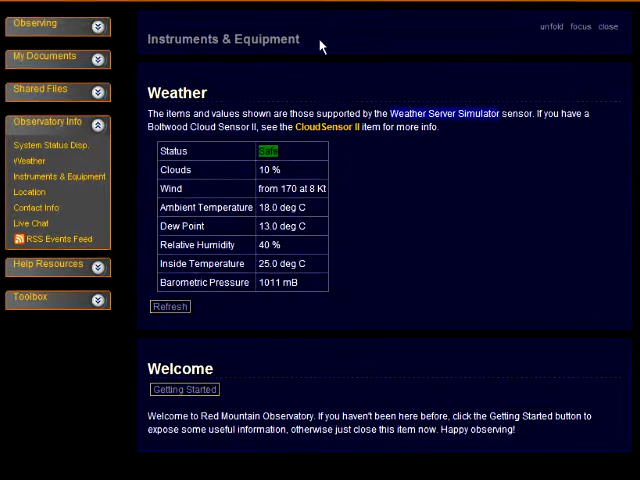 Observing
My Documents
Shared Files
Observatory Info
System Status Disp.
Weather
Instruments & Equipment
Location
Contact Info
Live Chat
RSS Events Feed
Help Resources
Toolbox
Instruments & Equipment
unfold focus close
Weather
The items and values shown are those supported by the Weather Server Simulator sensor. If you have a
Boltwood Cloud Sensor II, see the CloudSensor II item for more info.
Status Safe
Clouds 10 %
Wind from 170 at 8 Kt
Ambient Temperature 18.0 deg C
Dew Point 13.0 deg C
Relative Humidity 40 %
Inside Temperature 25.0 deg C
Barometric Pressure 1011 mB
Refresh
Welcome
Getting Started
Welcome to Red Mountain Observatory. If you haven't been here before, click the Getting Started button to
expose some useful information, otherwise just close this item now. Happy observing!